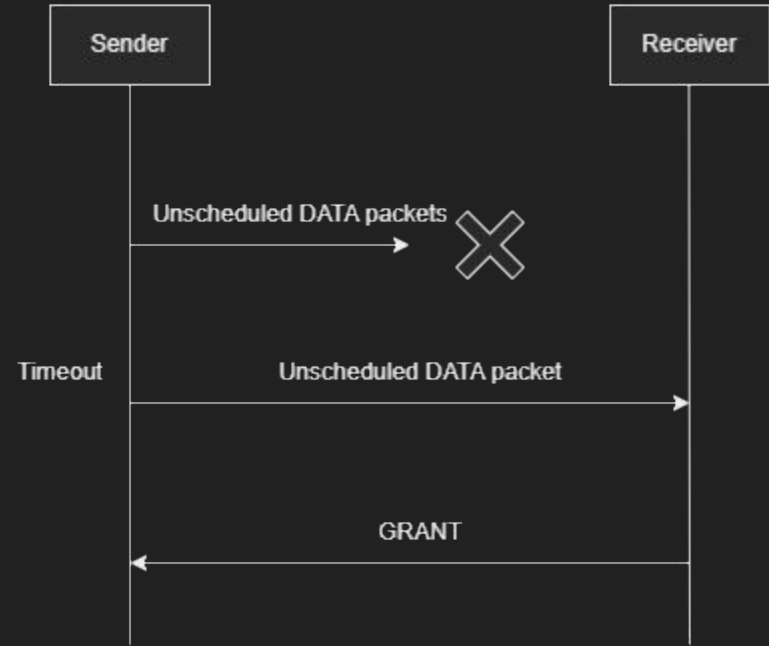 Sender
Receiver
Unscheduled DATA packets
Timeout
Unscheduled DATA packet
GRANT